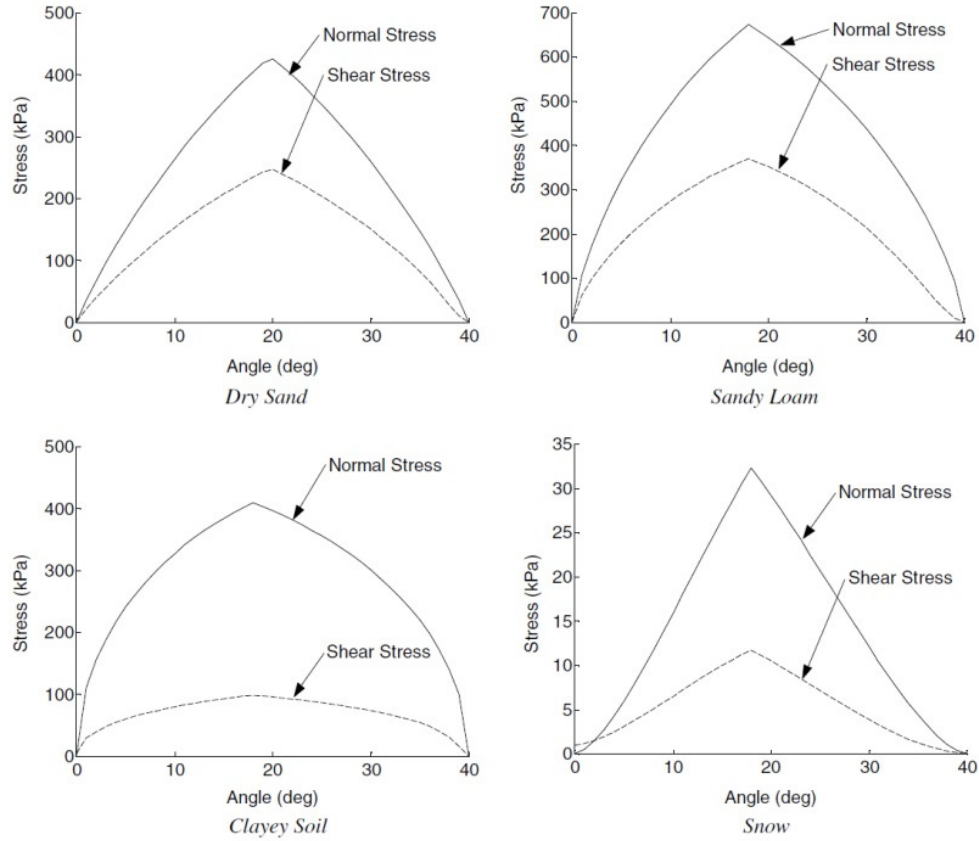 500
400
300
200
100
0
Stress (kPa)
Normal Stress
Shear Stress
0 10 20 30 40
Angle (deg)
Dry Sand
700
600
500
400
300
200
100
0
Stress (kPa)
Normal Stress
Shear Stress
0 10 20 30 40
Angle (deg)
Sandy Loam
500
400
300
200
100
0
Stress (kPa)
Normal Stress
Shear Stress
0 10 20 30 40
Angle (deg)
Clayey Soil
35
30
25
20
15
10
5
0
Stress (kPa)
Normal Stress
Shear Stress
0 10 20 30 40
Angle (deg)
Snow